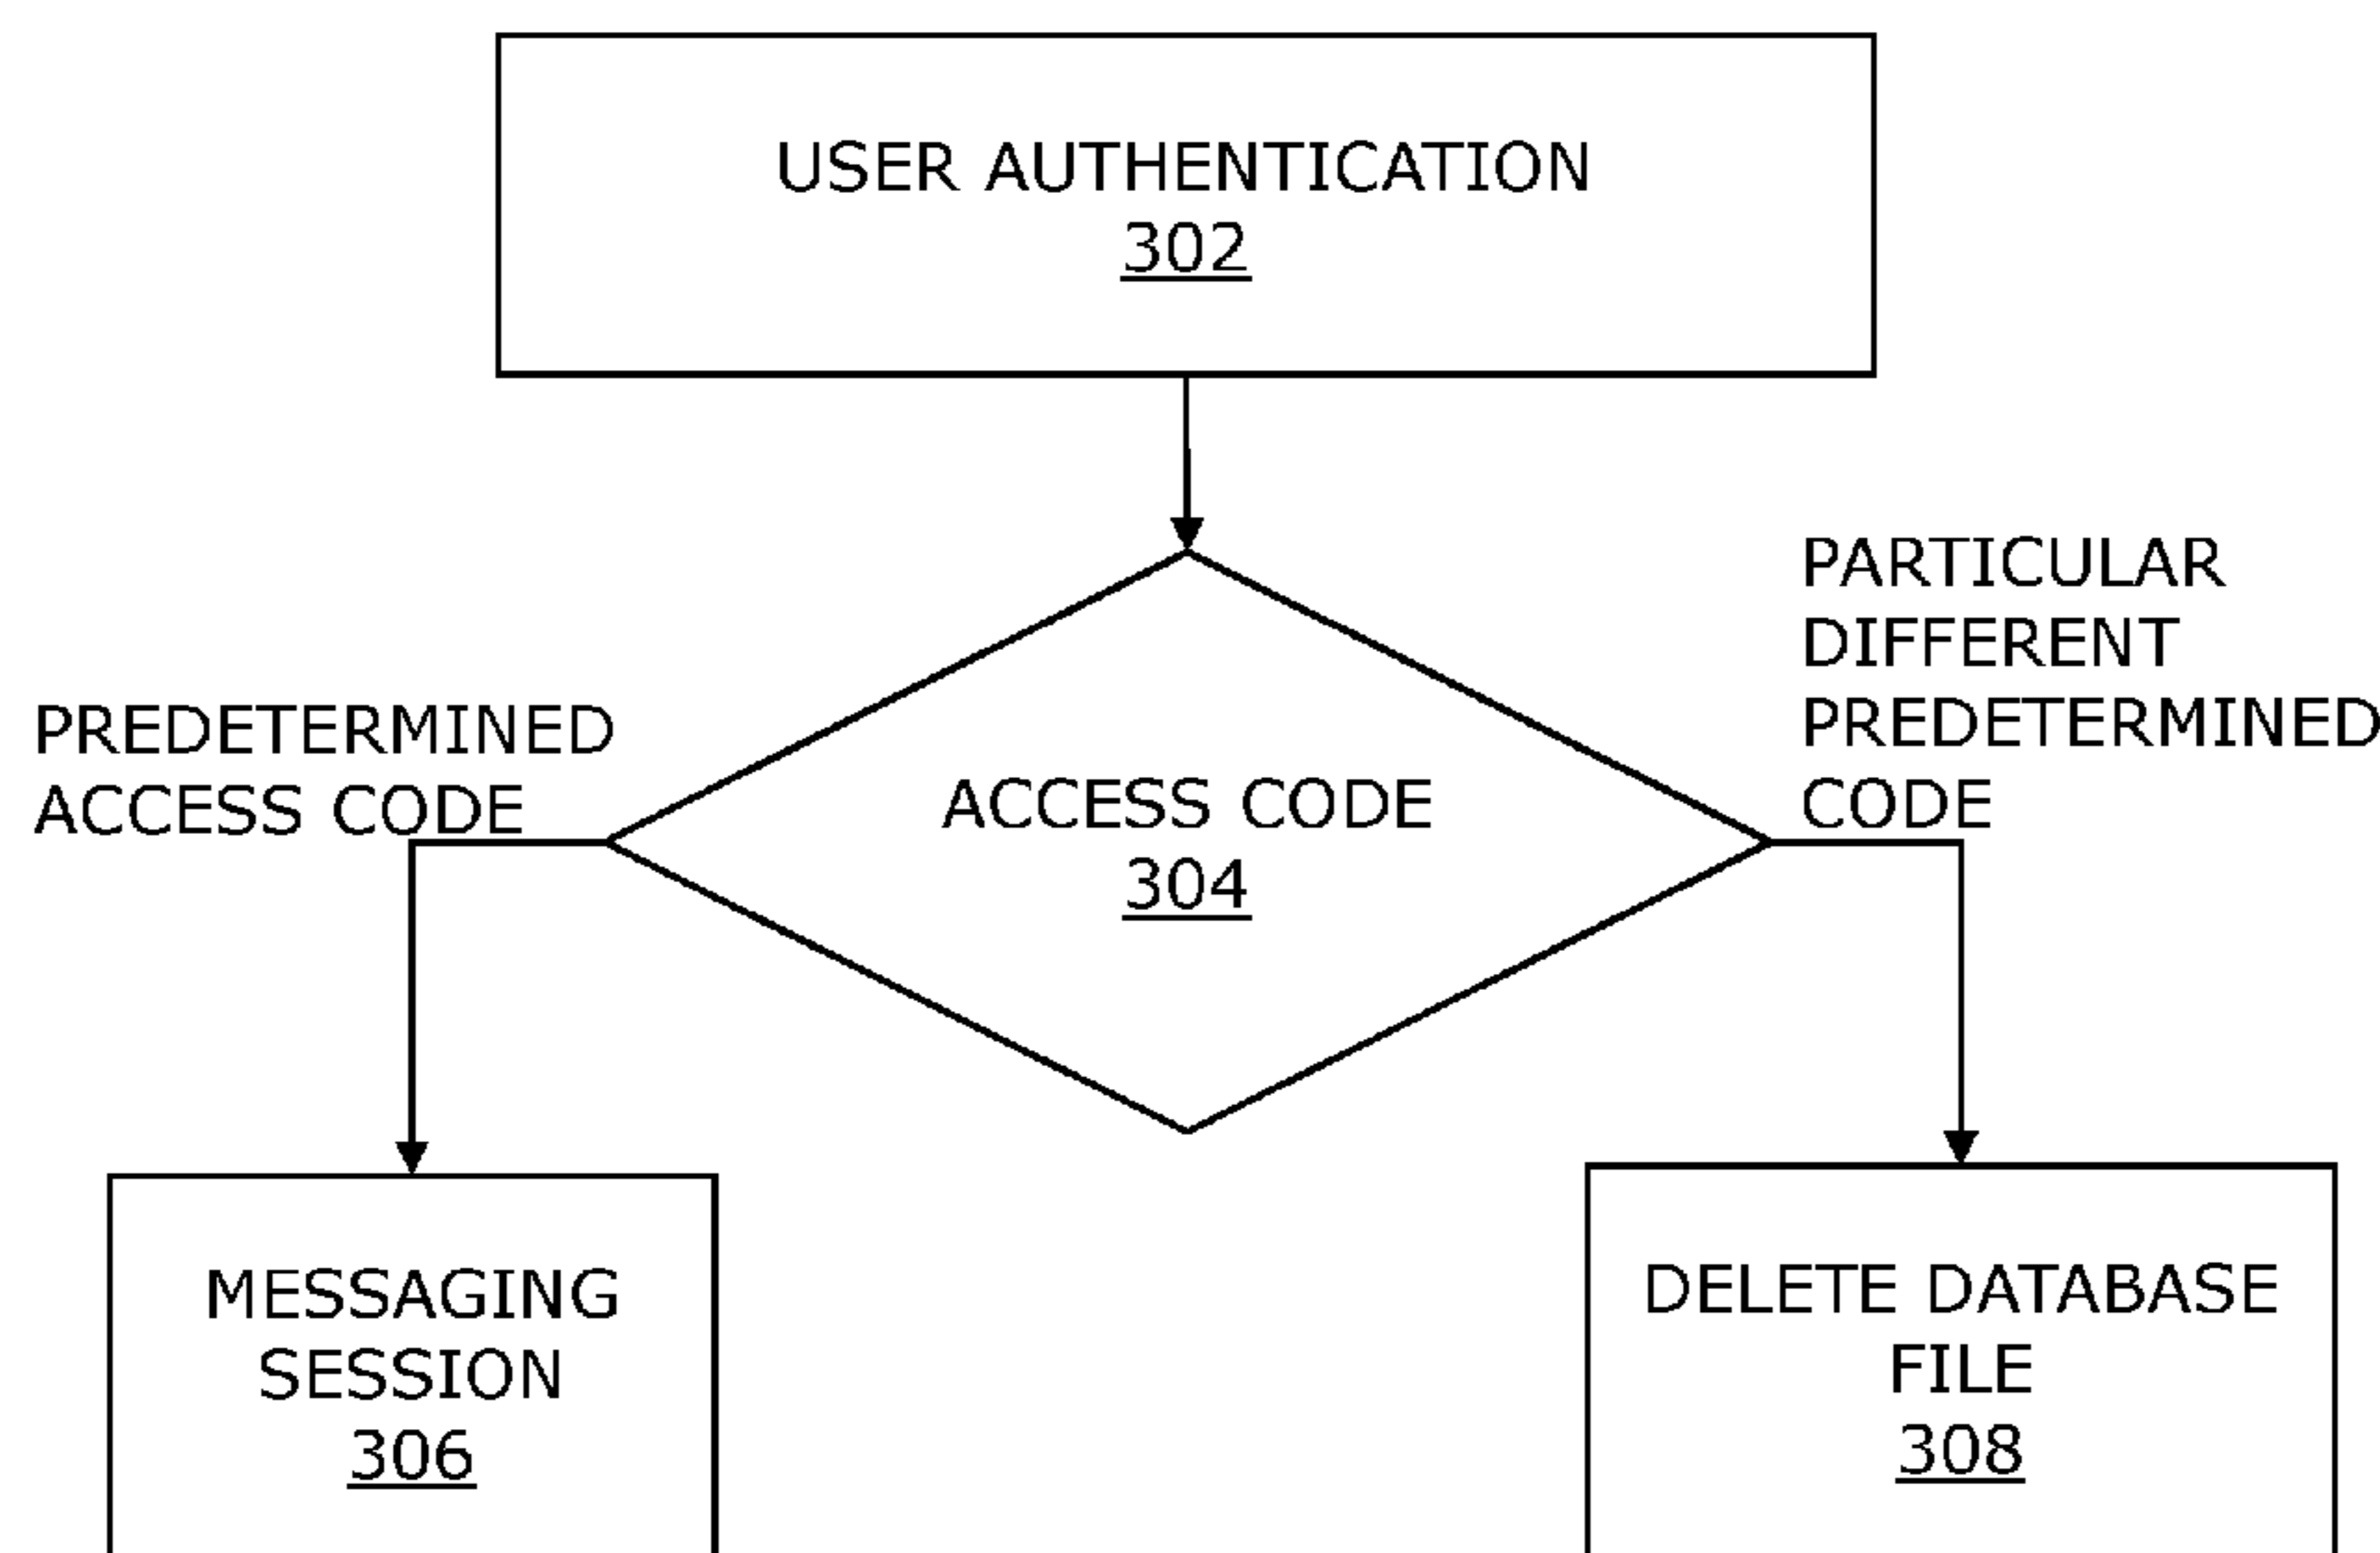 USER AUTHENTICATION
302
PARTICULAR
DIFFERENT
PREDETERMINED
CODE
PREDETERMINED
ACCESS CODE
ACCESS CODE
304
MESSAGING
SESSION
306
DELETE DATABASE
FILE
308